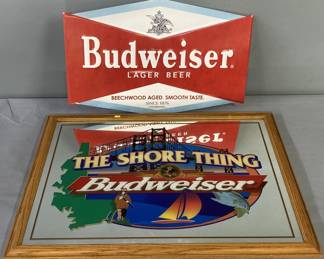 Budweiser
LAGER BEER
BEECHWOOD AGED. SMOOTH TASTE.
SINCE 1876
THE SHORE THING
Budweiser